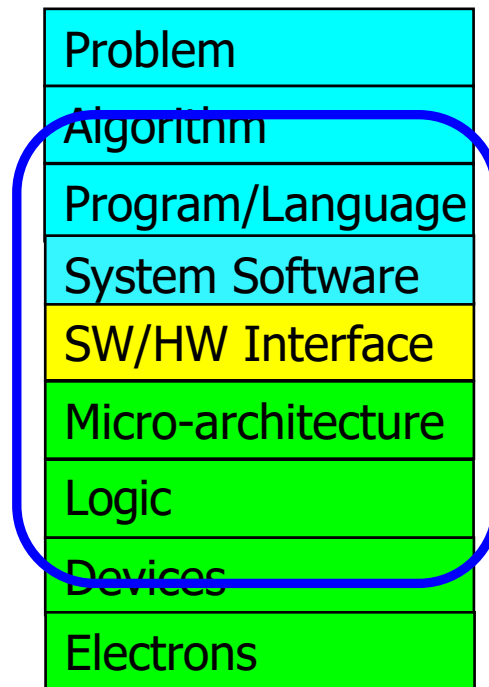 Problem
Algorithm
Program/Language
System Software
SW/HW Interface
Micro-architecture
Logic
Devices
Electrons